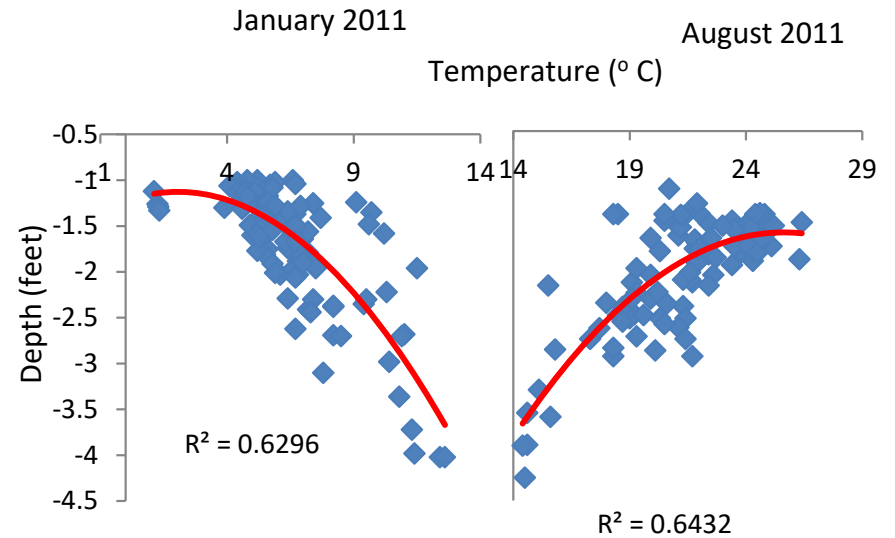 January 2011
August 2011
Temperature (° C)
-0.5
-1
-1.5
-2
-2.5
-3
-3.5
-4
-4.5
-1 4 9 14
14 19 24 29
Depth (feet)
R² = 0.6296
R² = 0.6432